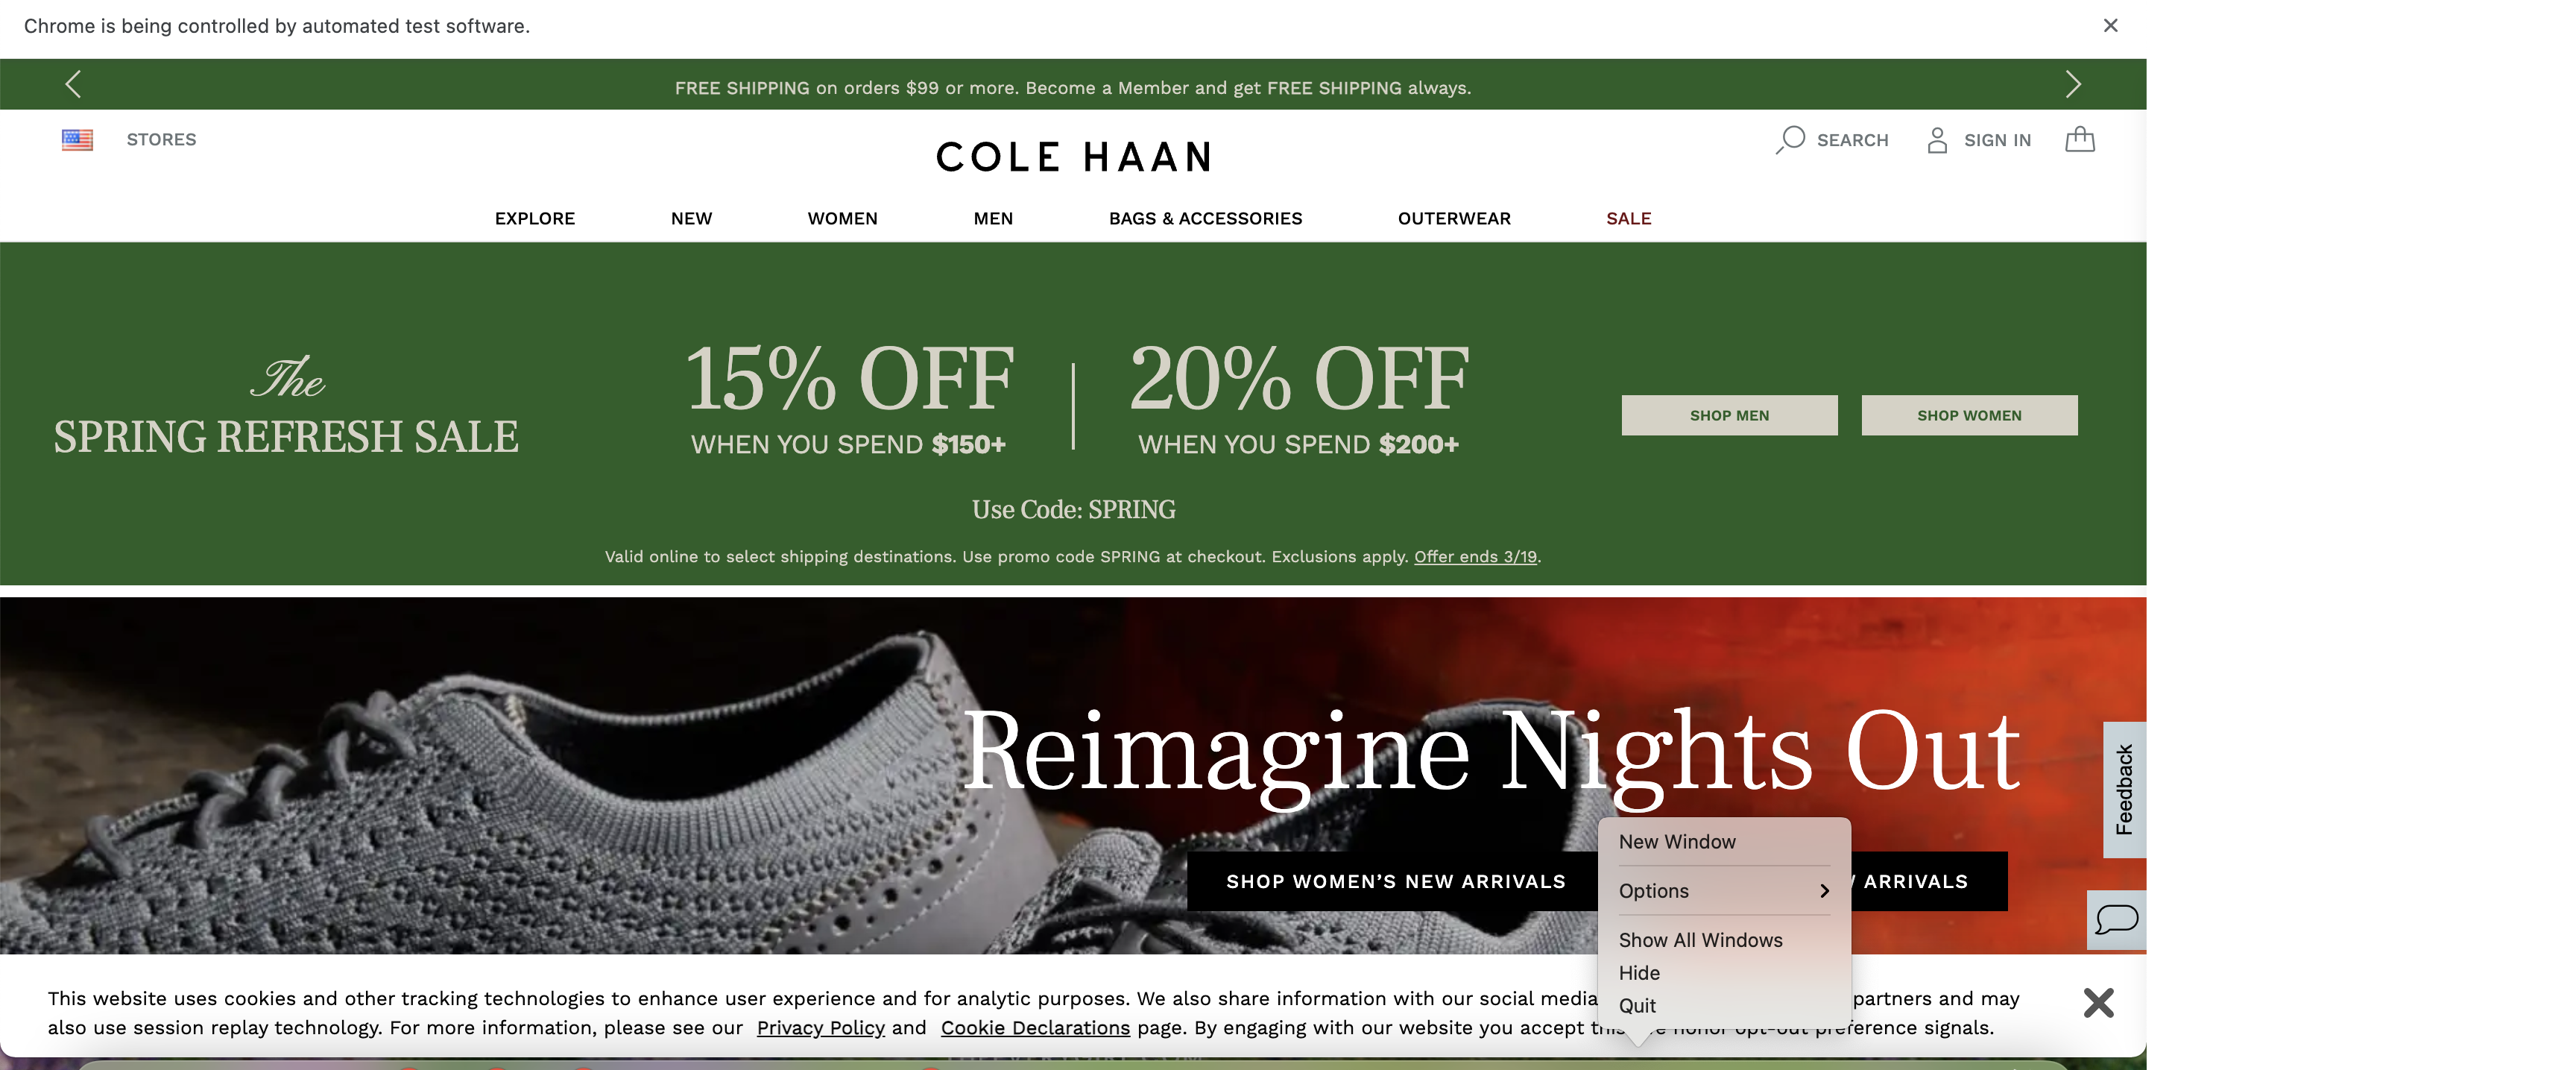 Chrome is being controlled by automated test software.
FREE SHIPPING on orders $99 or more. Become a Member and get FREE SHIPPING always.
STORES
COLE HAAN
SEARCH
SIGN IN
EXPLORE
NEW
WOMEN
MEN
BAGS & ACCESSORIES
OUTERWEAR
SALE
The
SPRING REFRESH SALE
15% OFF
WHEN YOU SPEND $150+
20% OFF
WHEN YOU SPEND $200+
SHOP MEN
SHOP WOMEN
Use Code: SPRING
Valid online to select shipping destinations. Use promo code SPRING at checkout. Exclusions apply. Offer ends 3/19.
Reimagine Nights Out
Feedback
SHOP WOMEN'S NEW ARRIVALS
ARRIVALS
New Window
Options
Show All Windows
Hide
Quit
This website uses cookies and other tracking technologies to enhance user experience and for analytic purposes. We also share information with our social media partners and may
also use session replay technology. For more information, please see our Privacy Policy and Cookie Declarations page. By engaging with our website you accept honor opt-out preference signals.